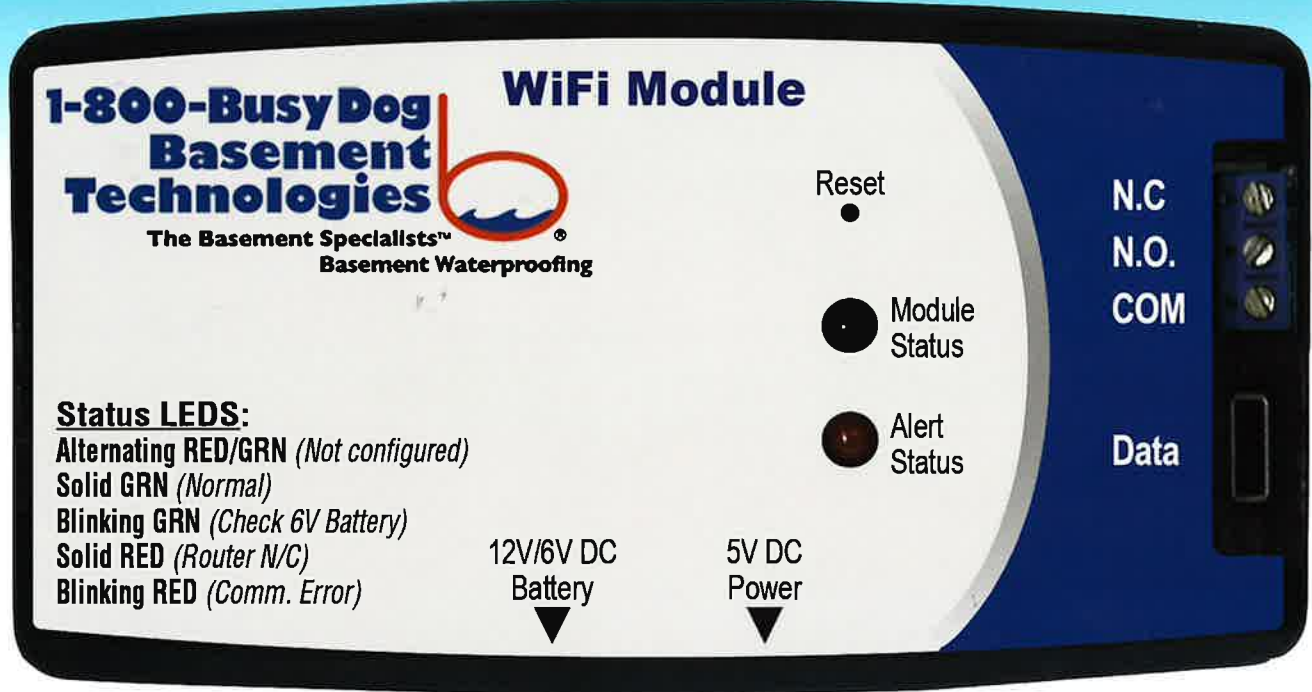 WiFi Module
1-800-BusyDog
Basement
Technologies
The Basement Specialists™
®
Basement Waterproofing
Reset
Module
Status
Alert
Status
N.C
N.O.
COM
Data
Status LEDS:
Alternating RED/GRN (Not configured)
Solid GRN (Normal)
Blinking GRN (Check 6V Battery)
Solid RED (Router N/C)
Blinking RED (Comm. Error)
12V/6V DC
Battery
5V DC
Power